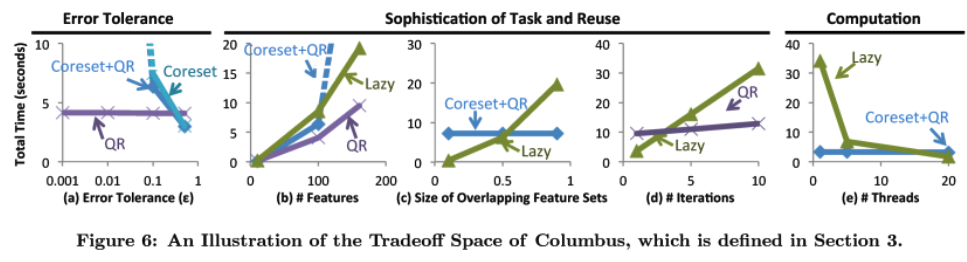 Error Tolerance
Sophistication of Task and Reuse
Computation
Total Time (seconds)
10
5
0
Coreset+QR
Coreset
QR
0.001 0.01 0.1 1
(a) Error Tolerance (ε)
20
15
10
5
0
Coreset+QR
Lazy
QR
0 100 200
(b) # Features
20
15
10
5
0
Coreset+QR
Lazy
0 0.5 1
(c) Size of Overlapping Feature Sets
40
30
20
10
0
QR
Lazy
0 5 10
(d) # Iterations
40
30
20
10
0
Lazy
Coreset+QR
0 10 20
(e) # Threads
Figure 6: An Illustration of the Tradeoff Space of Columbus, which is defined in Section 3.